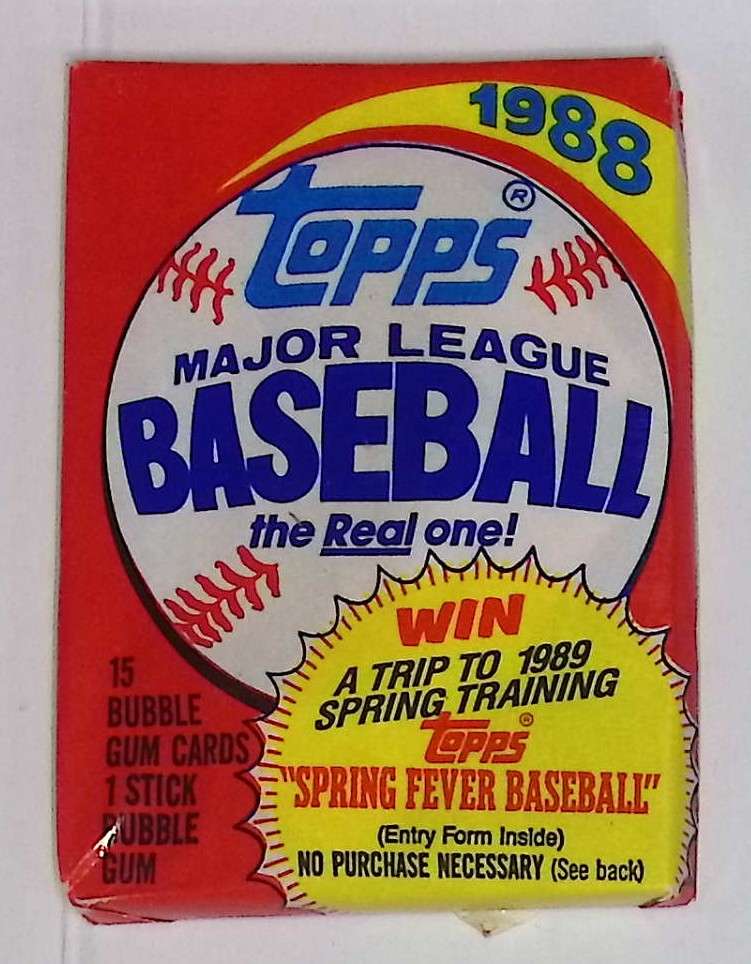 1988
TOPPS®
MAJOR LEAGUE
BASEBALL
the Real one!
WIN
A TRIP TO 1989
SPRING TRAINING
TOPPS®
"SPRING FEVER BASEBALL"
(Entry Form Inside)
NO PURCHASE NECESSARY (See back)
15
BUBBLE
GUM CARDS
1 STICK
BUBBLE
GUM